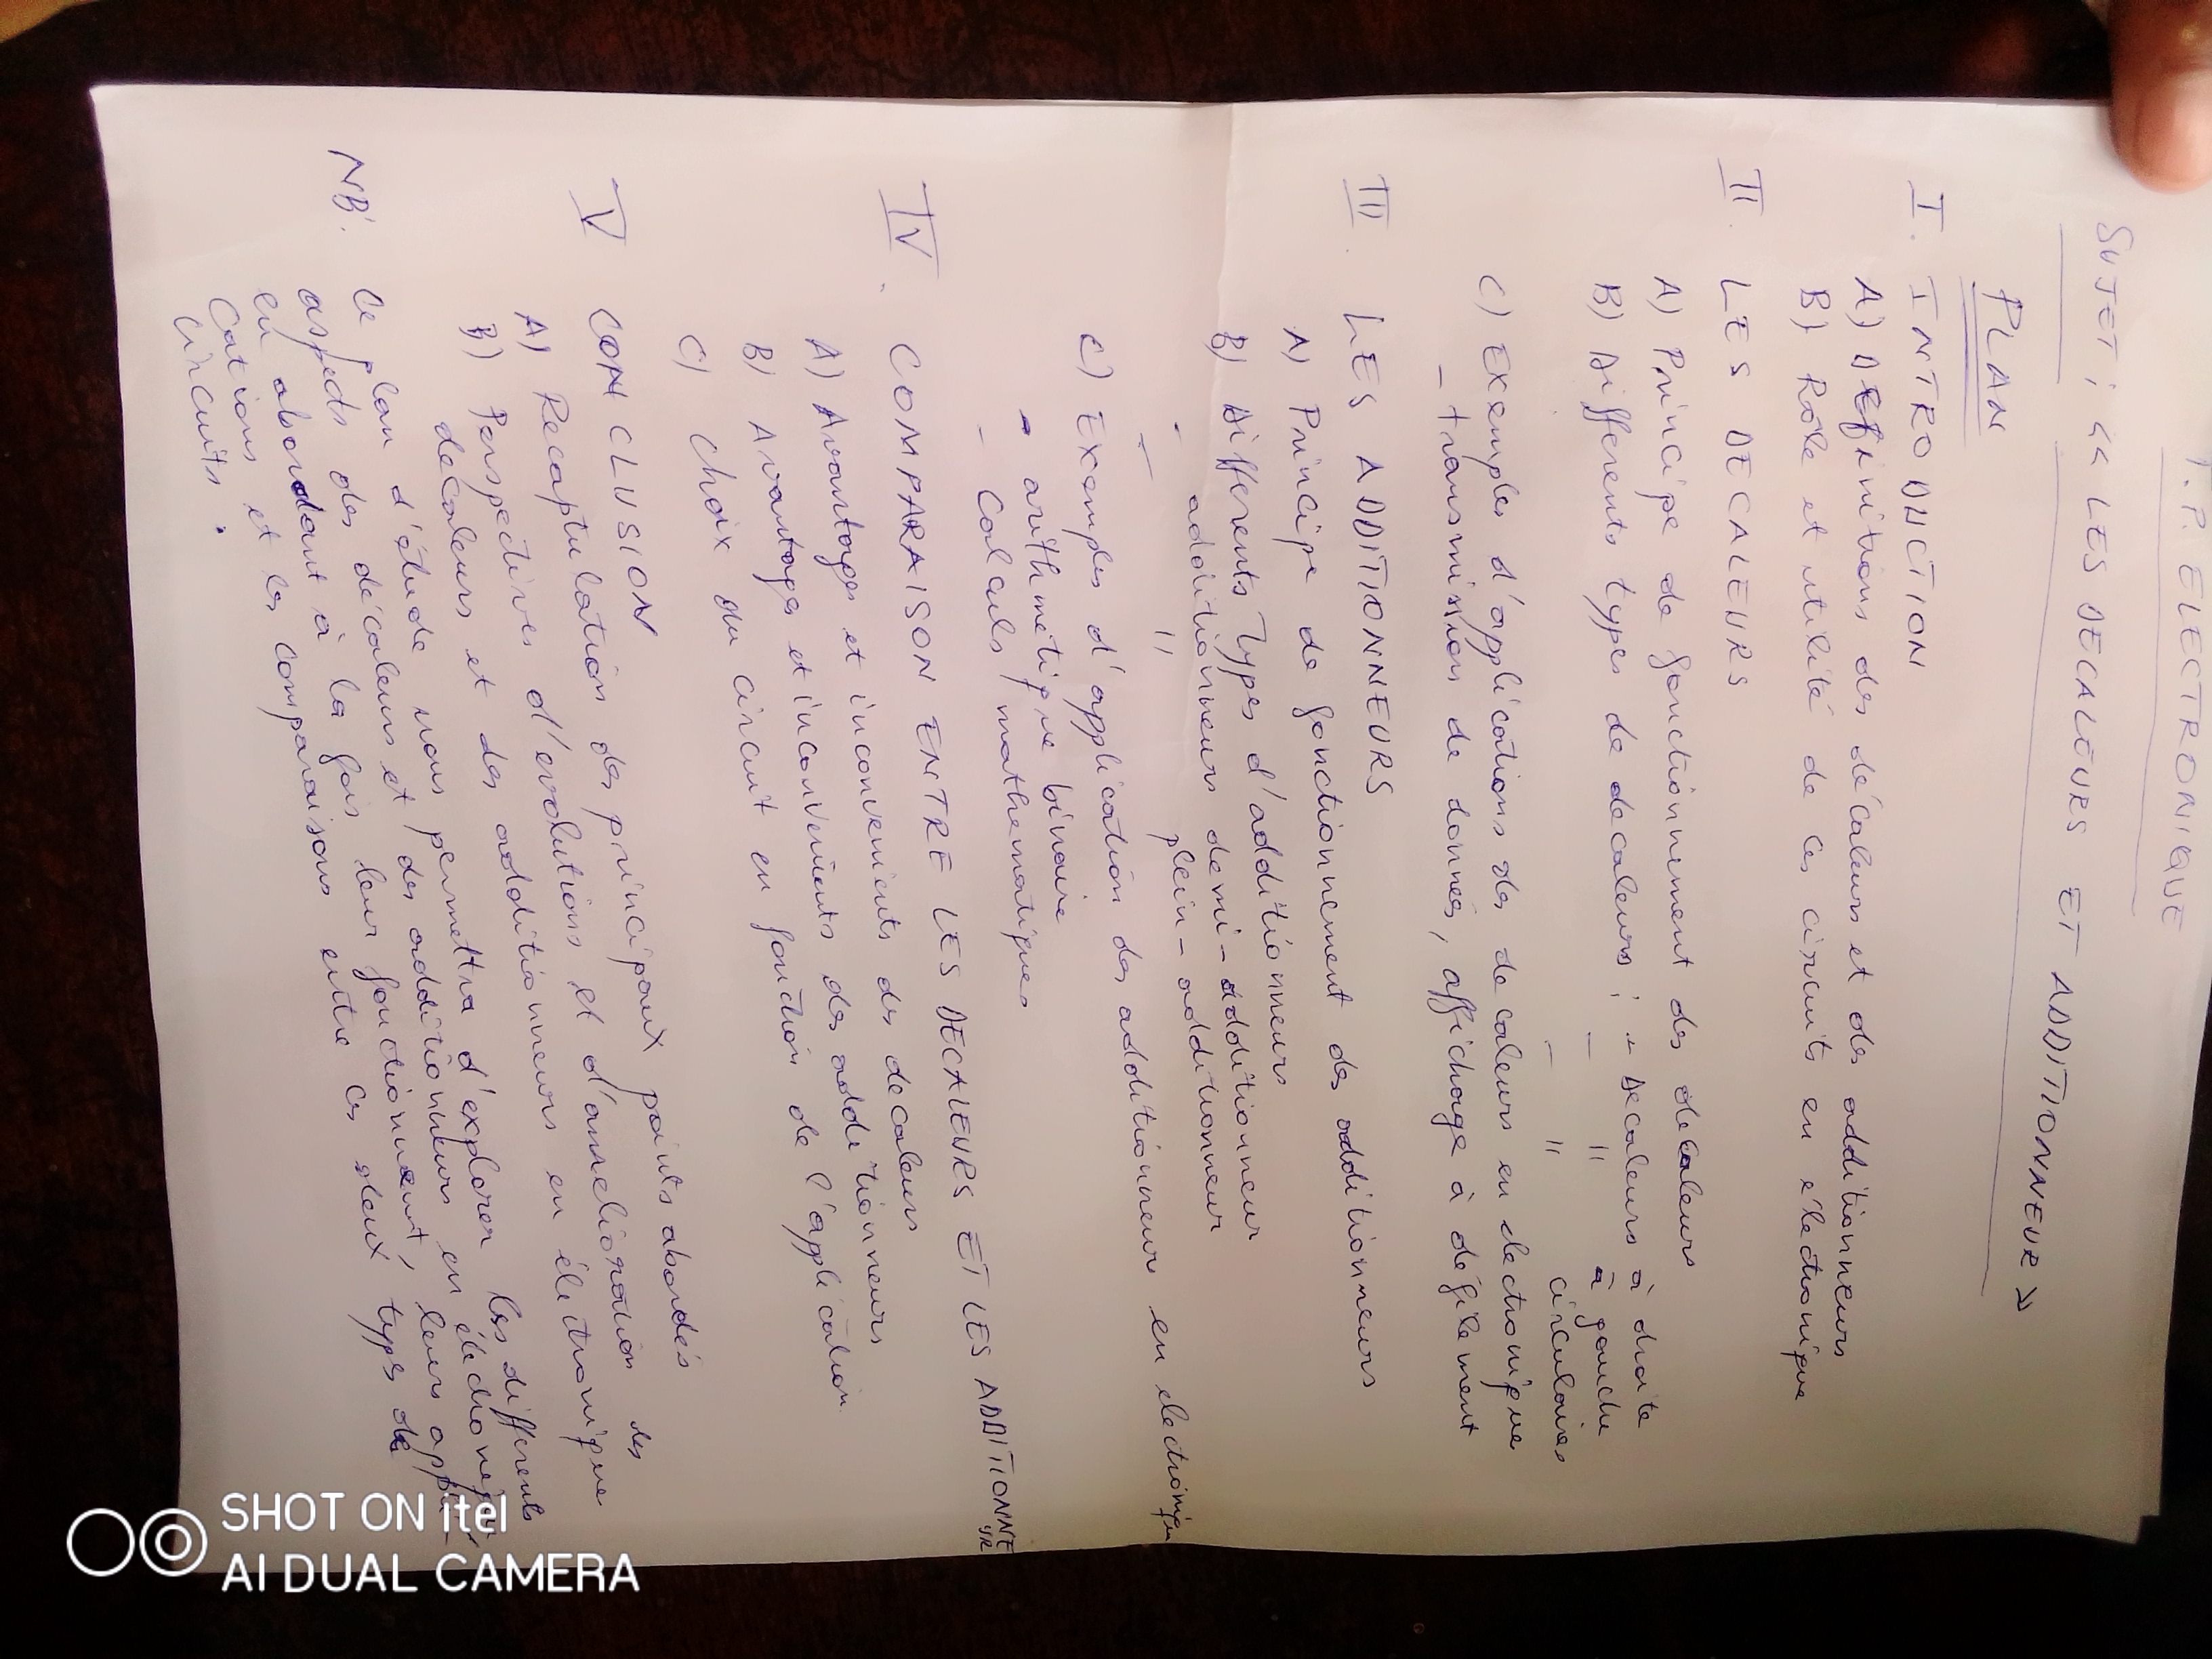 T.P. ELECTRONIQUE
SUJET ; << LES DECALEURS ET ADDITIONNEUR >>
PLAN
I. INTRODUCTION
A) DEfinitions des décaleurs et des additionneurs
B) Rôle et utilité de ces circuits en électronique
II. LES DECALEURS
A) Principe de fonctionnement des decaleurs
B) Differents types de decaleurs ; - Decaleurs à droite
- " à gauche
- " circulaires
C) Exemples d'applications des decaleurs en electronique
- transmission de données, affichage à défilement
III. LES ADDITIONNEURS
A) Principe de fonctionnement des additionneurs
B) Differents Types d'additionneurs
- additionneurs demi-additionneur
- " plein-additionneur
C) Exemples d'application des additionneur en electronique
- arithmétique binaire
- Calculs mathematiques
IV. COMPARAISON ENTRE LES DECALEURS ET LES ADDITIONNEUR
A) Avantages et inconvenients des decaleurs
B) Avantages et inconvenients des additionneurs
C) Choix du circuit en fonction de l'application
V CONCLUSION
A) Recaptulation des principaux points abordés
B) Perspectives d'evolutions et d'amelioration des
decaleurs et des additionneurs en électronique
NB: Ce plan d'étude nous permettra d'explorer les differents
aspects des décaleurs et des additionneurs en électronique
en abordant à la fois leur fonctionnement, leurs appli
cations et les comparaisons entre ces deux types de
circuits.
SHOT ON itel
AI DUAL CAMERA